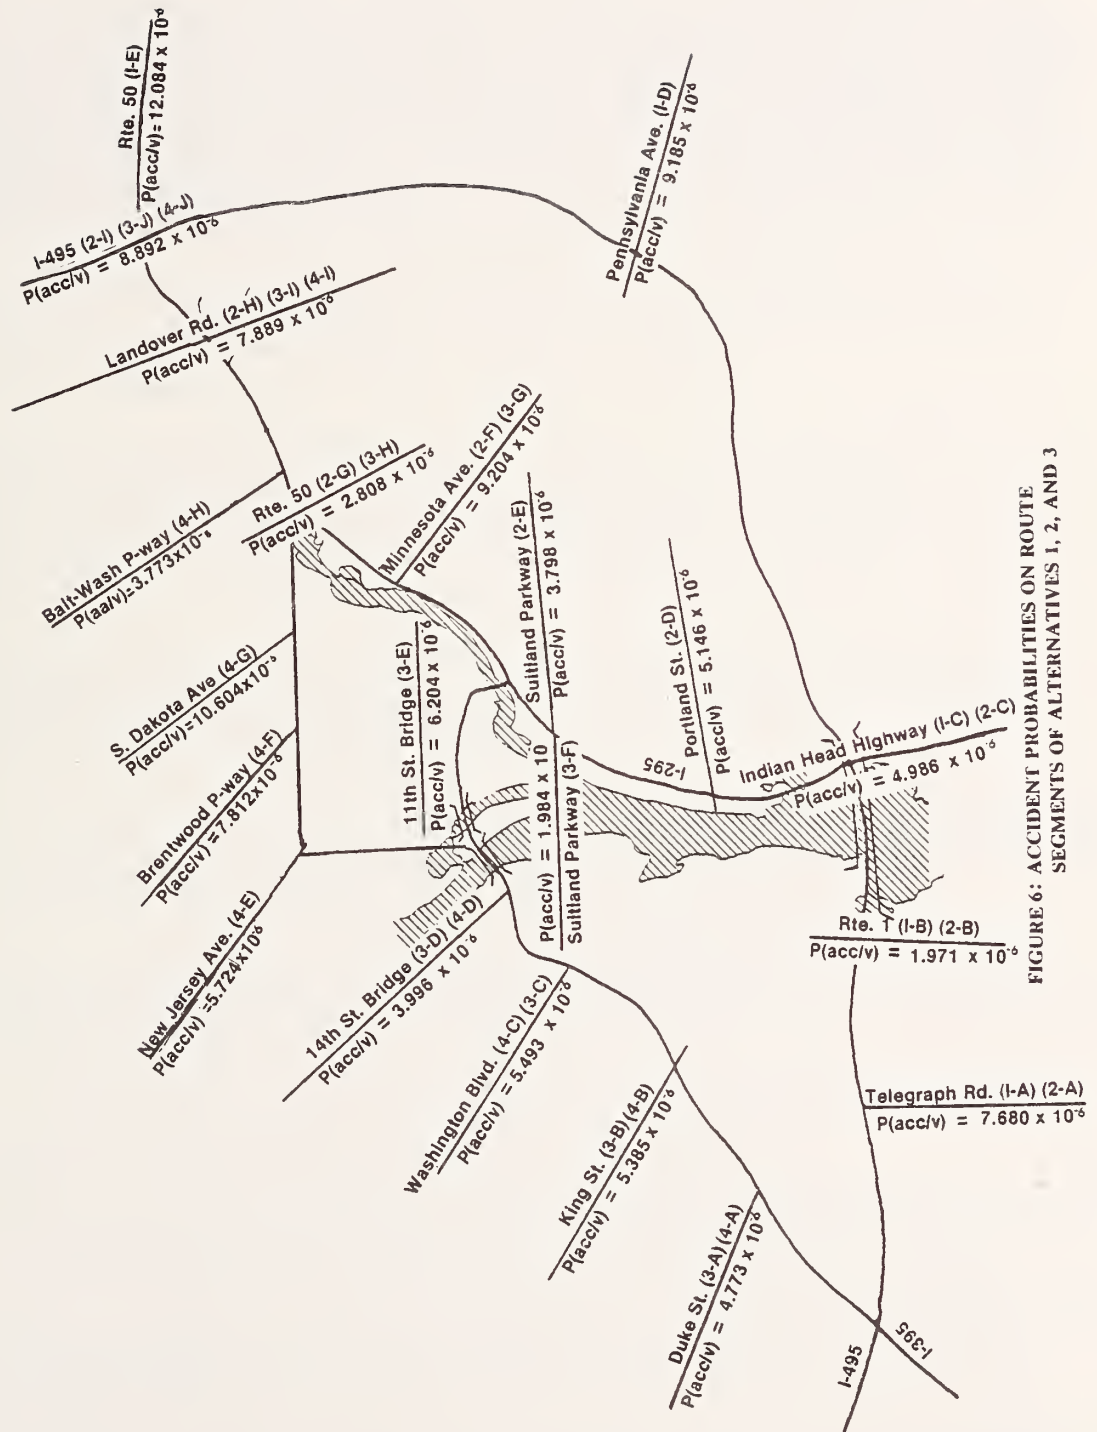 Rte. 50 (I-E)
P(acc/v)=12.084 x 10-6
I-495 (2-I) (3-J) (4-J)
P(acc/v) = 8.892 x 10-6
Landover Rd. (2-H) (3-I) (4-I)
P(acc/v) = 7.889 x 10-6
Pennsylvania Ave. (I-D)
P(acc/v) = 9.185 x 10-6
Balt-Wash P-way (4-H)
P(aa/v)=3.773x10-6
Rte. 50 (2-G) (3-H)
P(acc/v) = 2.808 x 10-6
Minnesota Ave. (2-F) (3-G)
P(acc/v) = 9.204 x 10-6
S. Dakota Ave (4-G)
P(acc/v)=10.604x10-6
Brentwood P-way (4-F)
P(acc/v)=7.812x10-6
New Jersey Ave. (4-E)
P(acc/v)=5.724x10-6
11th St. Bridge (3-E)
P(acc/v) = 6.204 x 10-6
Suitland Parkway (2-E)
P(acc/v) = 3.798 x 10-6
P(acc/v) = 1.984 x 10
Suitland Parkway (3-F)
Portland St. (2-D)
P(acc/v) = 5.146 x 10-6
I-295
Indian Head Highway (I-C) (2-C)
P(acc/v) = 4.986 x 10-6
14th St. Bridge (3-D) (4-D)
P(acc/v) = 3.996 x 10-6
Washington Blvd. (4-C) (3-C)
P(acc/v) = 5.493 x 10-6
King St. (3-B) (4-B)
P(acc/v) = 5.385 x 10-6
Duke St. (3-A) (4-A)
P(acc/v) = 4.773 x 10-6
Rte. 1 (I-B) (2-B)
P(acc/v) = 1.971 x 10-6
Telegraph Rd. (I-A) (2-A)
P(acc/v) = 7.680 x 10-6
I-495
I-395
FIGURE 6: ACCIDENT PROBABILITIES ON ROUTE
SEGMENTS OF ALTERNATIVES 1, 2, AND 3